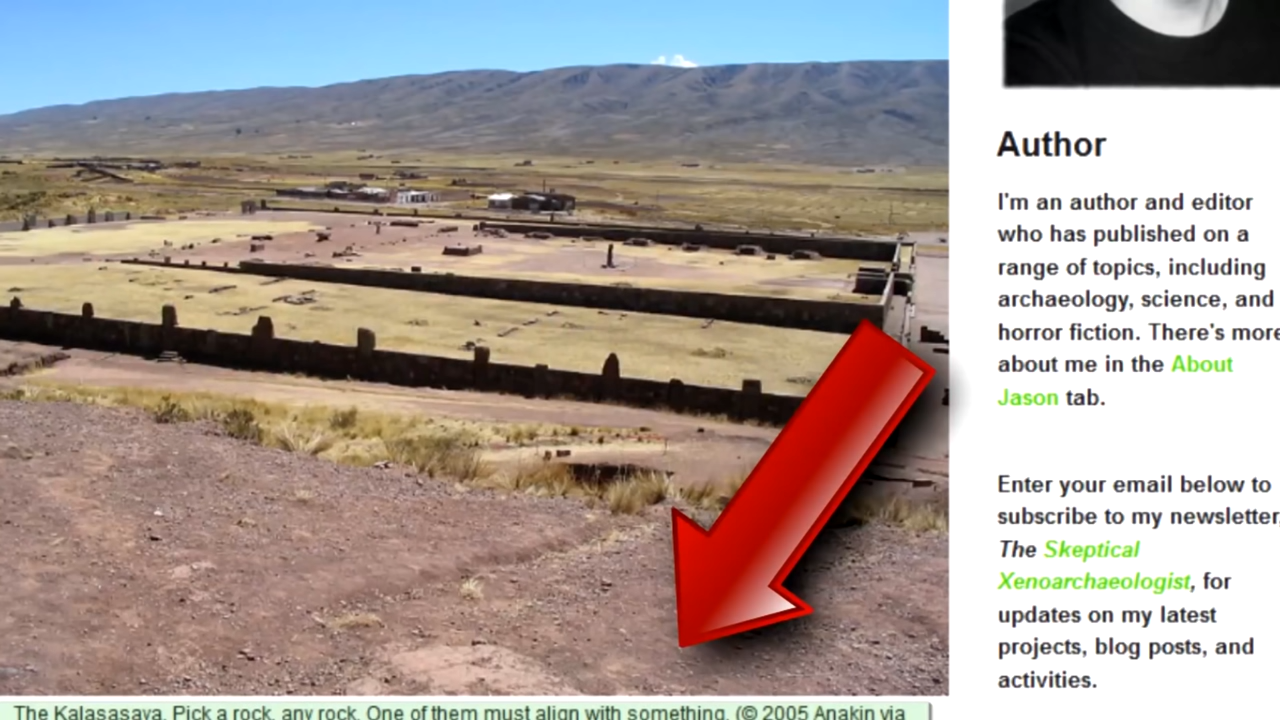 Author
I'm an author and editor
who has published on a
range of topics, including
archaeology, science, and
horror fiction. There's more
about me in the About
Jason tab.
Enter your email below to
subscribe to my newsletter,
The Skeptical
Xenoarchaeologist, for
updates on my latest
projects, blog posts, and
activities.
The Kalasasaya. Pick a rock, any rock. One of them must align with something. (© 2005 Anakin via